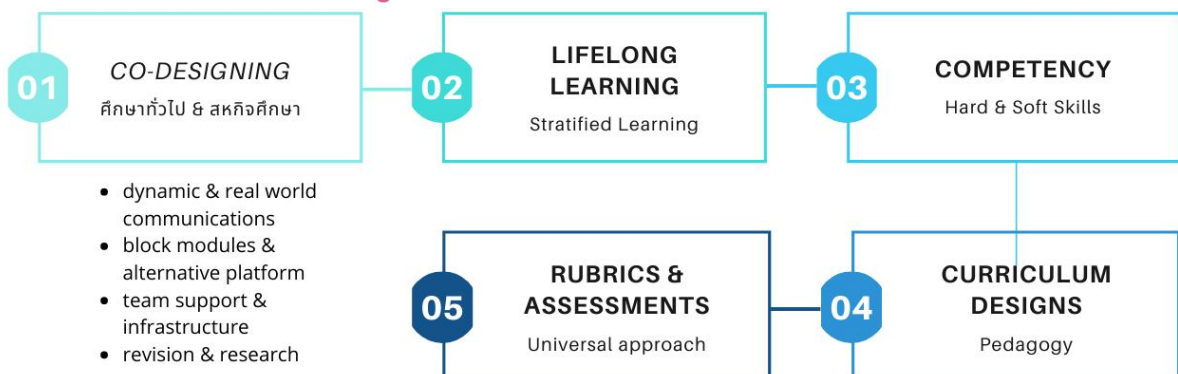 01
CO-DESIGNING
ศึกษาทั่วไป & สหกิจศึกษา
02
LIFELONG
LEARNING
Stratified Learning
03
COMPETENCY
Hard & Soft Skills
• dynamic & real world
communications
• block modules &
alternative platform
• team support &
infrastructure
• revision & research
04
CURRICULUM
DESIGNS
Pedagogy
05
RUBRICS &
ASSESSMENTS
Universal approach